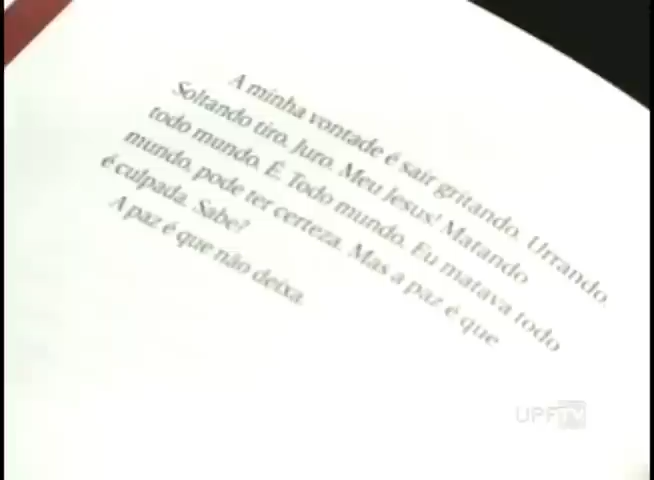 A minha vontade é sair gritando. Urrando.
Soltando tiro. Juro. Meu Jesus! Matando
todo mundo. É. Todo mundo. Eu matava todo
mundo, pode ter certeza. Mas a paz é que
é culpada. Sabe?
A paz é que não deixa.
UPFTV